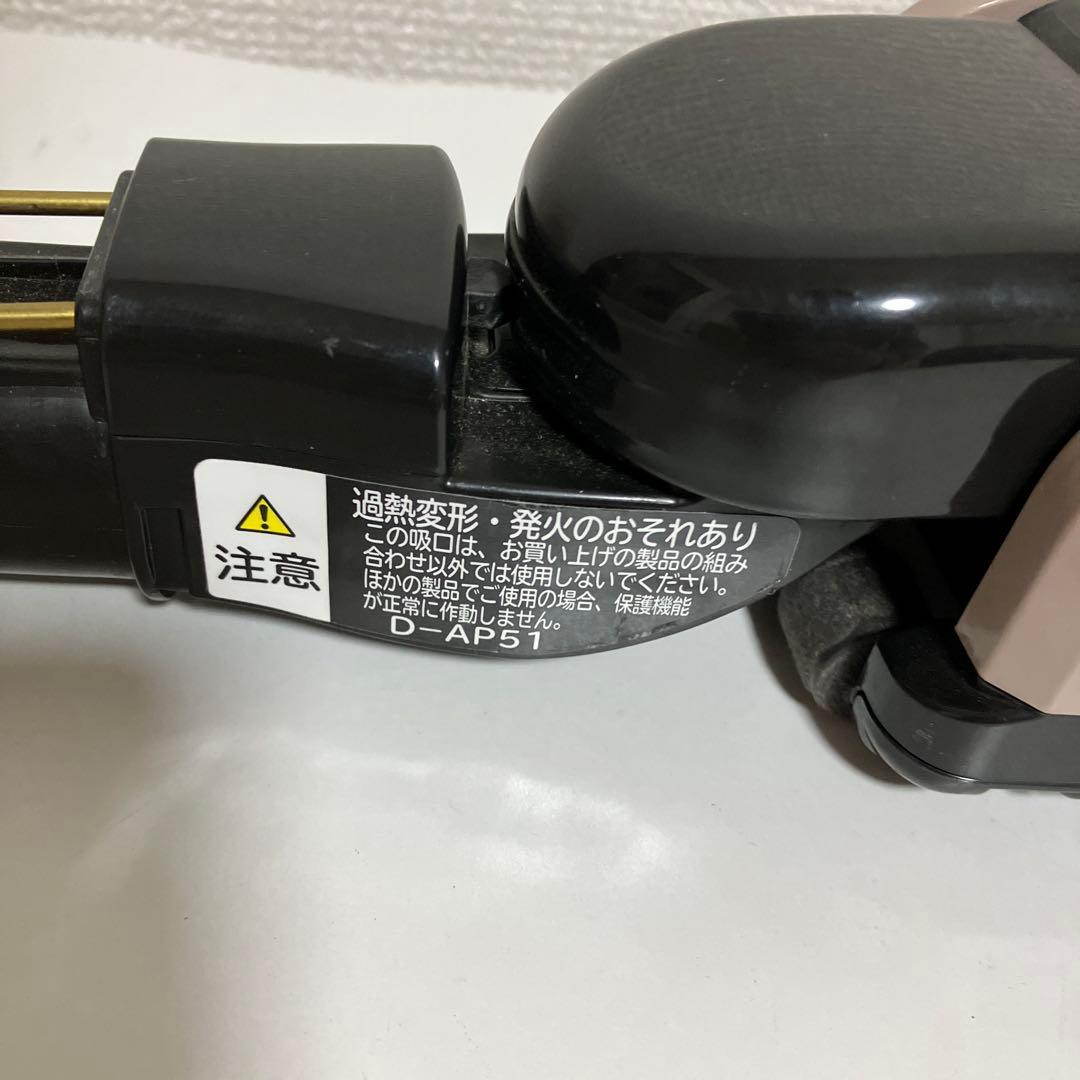 注意
過熱変形・発火のおそれあり
この吸口は、お買い上げの製品の組み
合わせ以外では使用しないでください。
ほかの製品でご使用の場合、保護機能
が正常に作動しません。
D-AP51